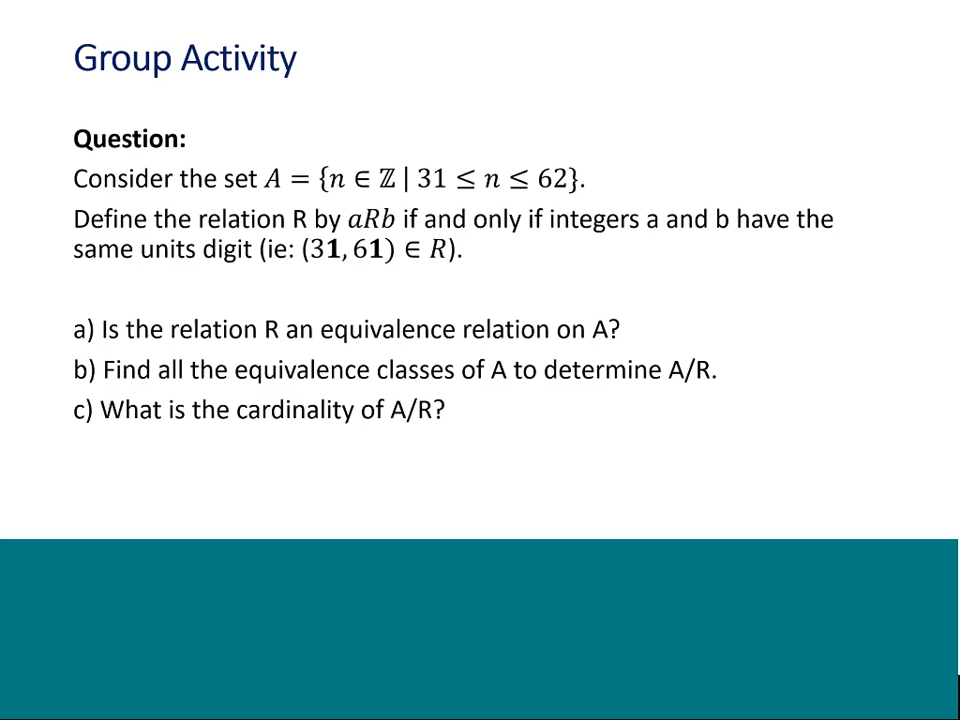 Group Activity
Question:
Consider the set 𝐴 = {𝑛 ∈ ℤ | 31 ≤ 𝑛 ≤ 62}.
Define the relation R by 𝑎𝑅𝑏 if and only if integers a and b have the
same units digit (ie: (3𝟏, 6𝟏) ∈ 𝑅).
a) Is the relation R an equivalence relation on A?
b) Find all the equivalence classes of A to determine A/R.
c) What is the cardinality of A/R?